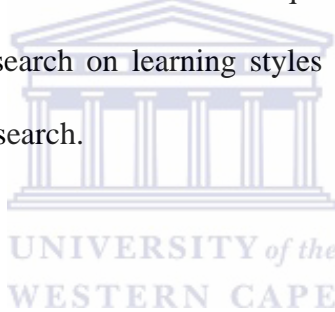 search on learning styles
search.
UNIVERSITY of the
WESTERN CAPE